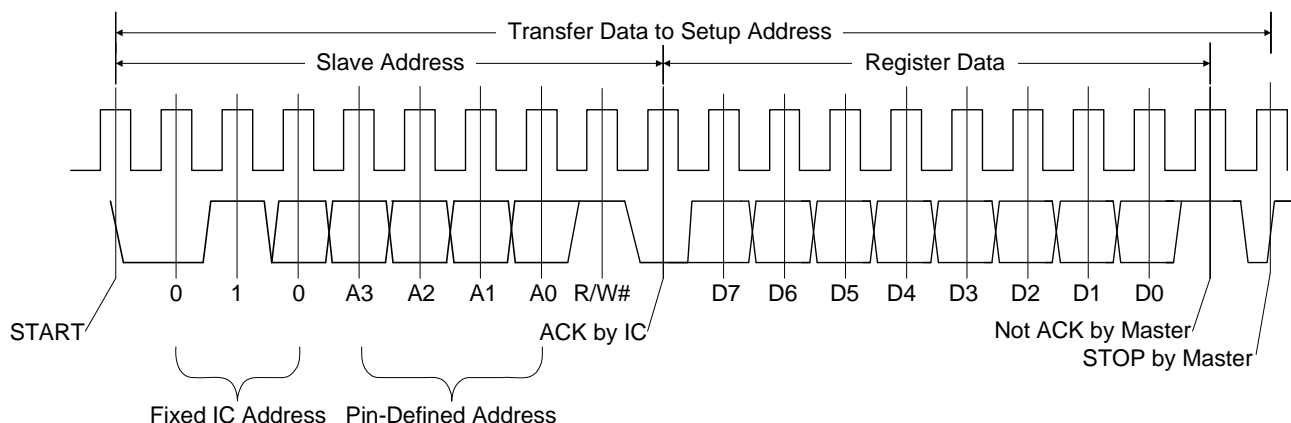 Transfer Data to Setup Address
Slave Address
Register Data
0 1 0 A3 A2 A1 A0 R/W# D7 D6 D5 D4 D3 D2 D1 D0
START
ACK by IC
Not ACK by Master
STOP by Master
Fixed IC Address
Pin-Defined Address